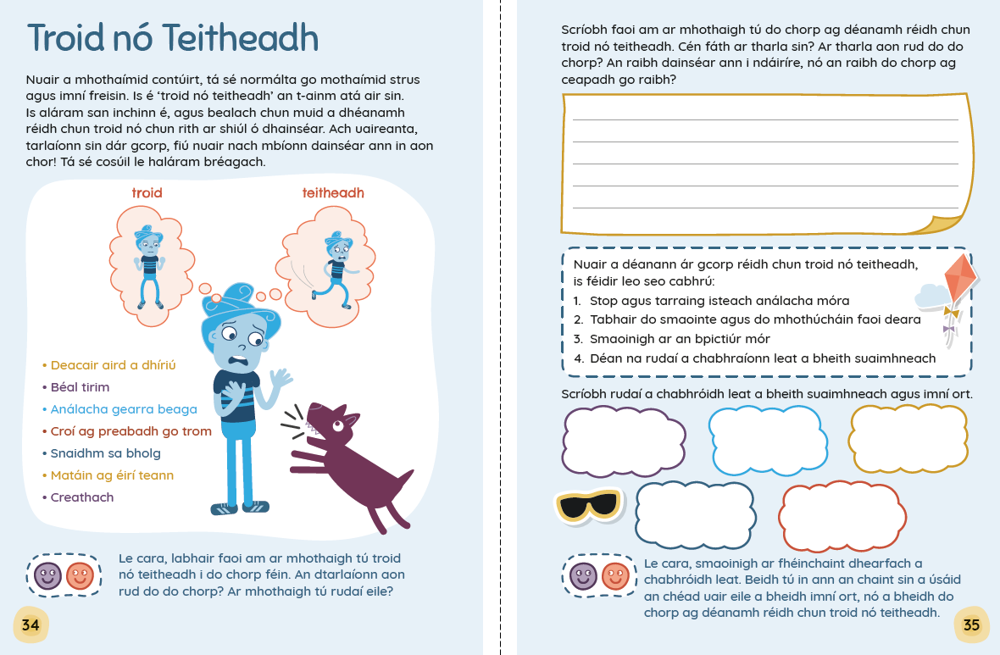 Troid nó Teitheadh
Nuair a mhothaímid contúirt, tá sé normálta go mothaímid strus
agus imní freisin. Is é ‘troid nó teitheadh’ an t-ainm atá air sin.
Is aláram san inchinn é, agus bealach chun muid a dhéanamh
réidh chun troid nó chun rith ar shiúl ó dhainséar. Ach uaireanta,
tarlaíonn sin dár gcorp, fiú nuair nach mbíonn dainséar ann in aon
chor! Tá sé cosúil le haláram bréagach.
troid
teitheadh
• Deacair aird a dhíriú
• Béal tirim
• Análacha gearra beaga
• Croí ag preabadh go trom
• Snaidhm sa bholg
• Matáin ag éirí teann
• Creathach
Le cara, labhair faoi am ar mhothaigh tú troid
nó teitheadh i do chorp féin. An dtarlaíonn aon
rud do do chorp? Ar mhothaigh tú rudaí eile?
34
Scríobh faoi am ar mhothaigh tú do chorp ag déanamh réidh chun
troid nó teitheadh. Cén fáth ar tharla sin? Ar tharla aon rud do do
chorp? An raibh dainséar ann i ndáiríre, nó an raibh do chorp ag
ceapadh go raibh?
Nuair a déanann ár gcorp réidh chun troid nó teitheadh,
is féidir leo seo cabhrú:
1. Stop agus tarraing isteach análacha móra
2. Tabhair do smaointe agus do mhothúcháin faoi deara
3. Smaoinigh ar an bpictiúr mór
4. Déan na rudaí a chabhraíonn leat a bheith suaimhneach
Scríobh rudaí a chabhróidh leat a bheith suaimhneach agus imní ort.
Le cara, smaoinigh ar fhéinchaint dhearfach a
chabhróidh leat. Beidh tú in ann an chaint sin a úsáid
an chéad uair eile a bheidh imní ort, nó a bheidh do
chorp ag déanamh réidh chun troid nó teitheadh.
35